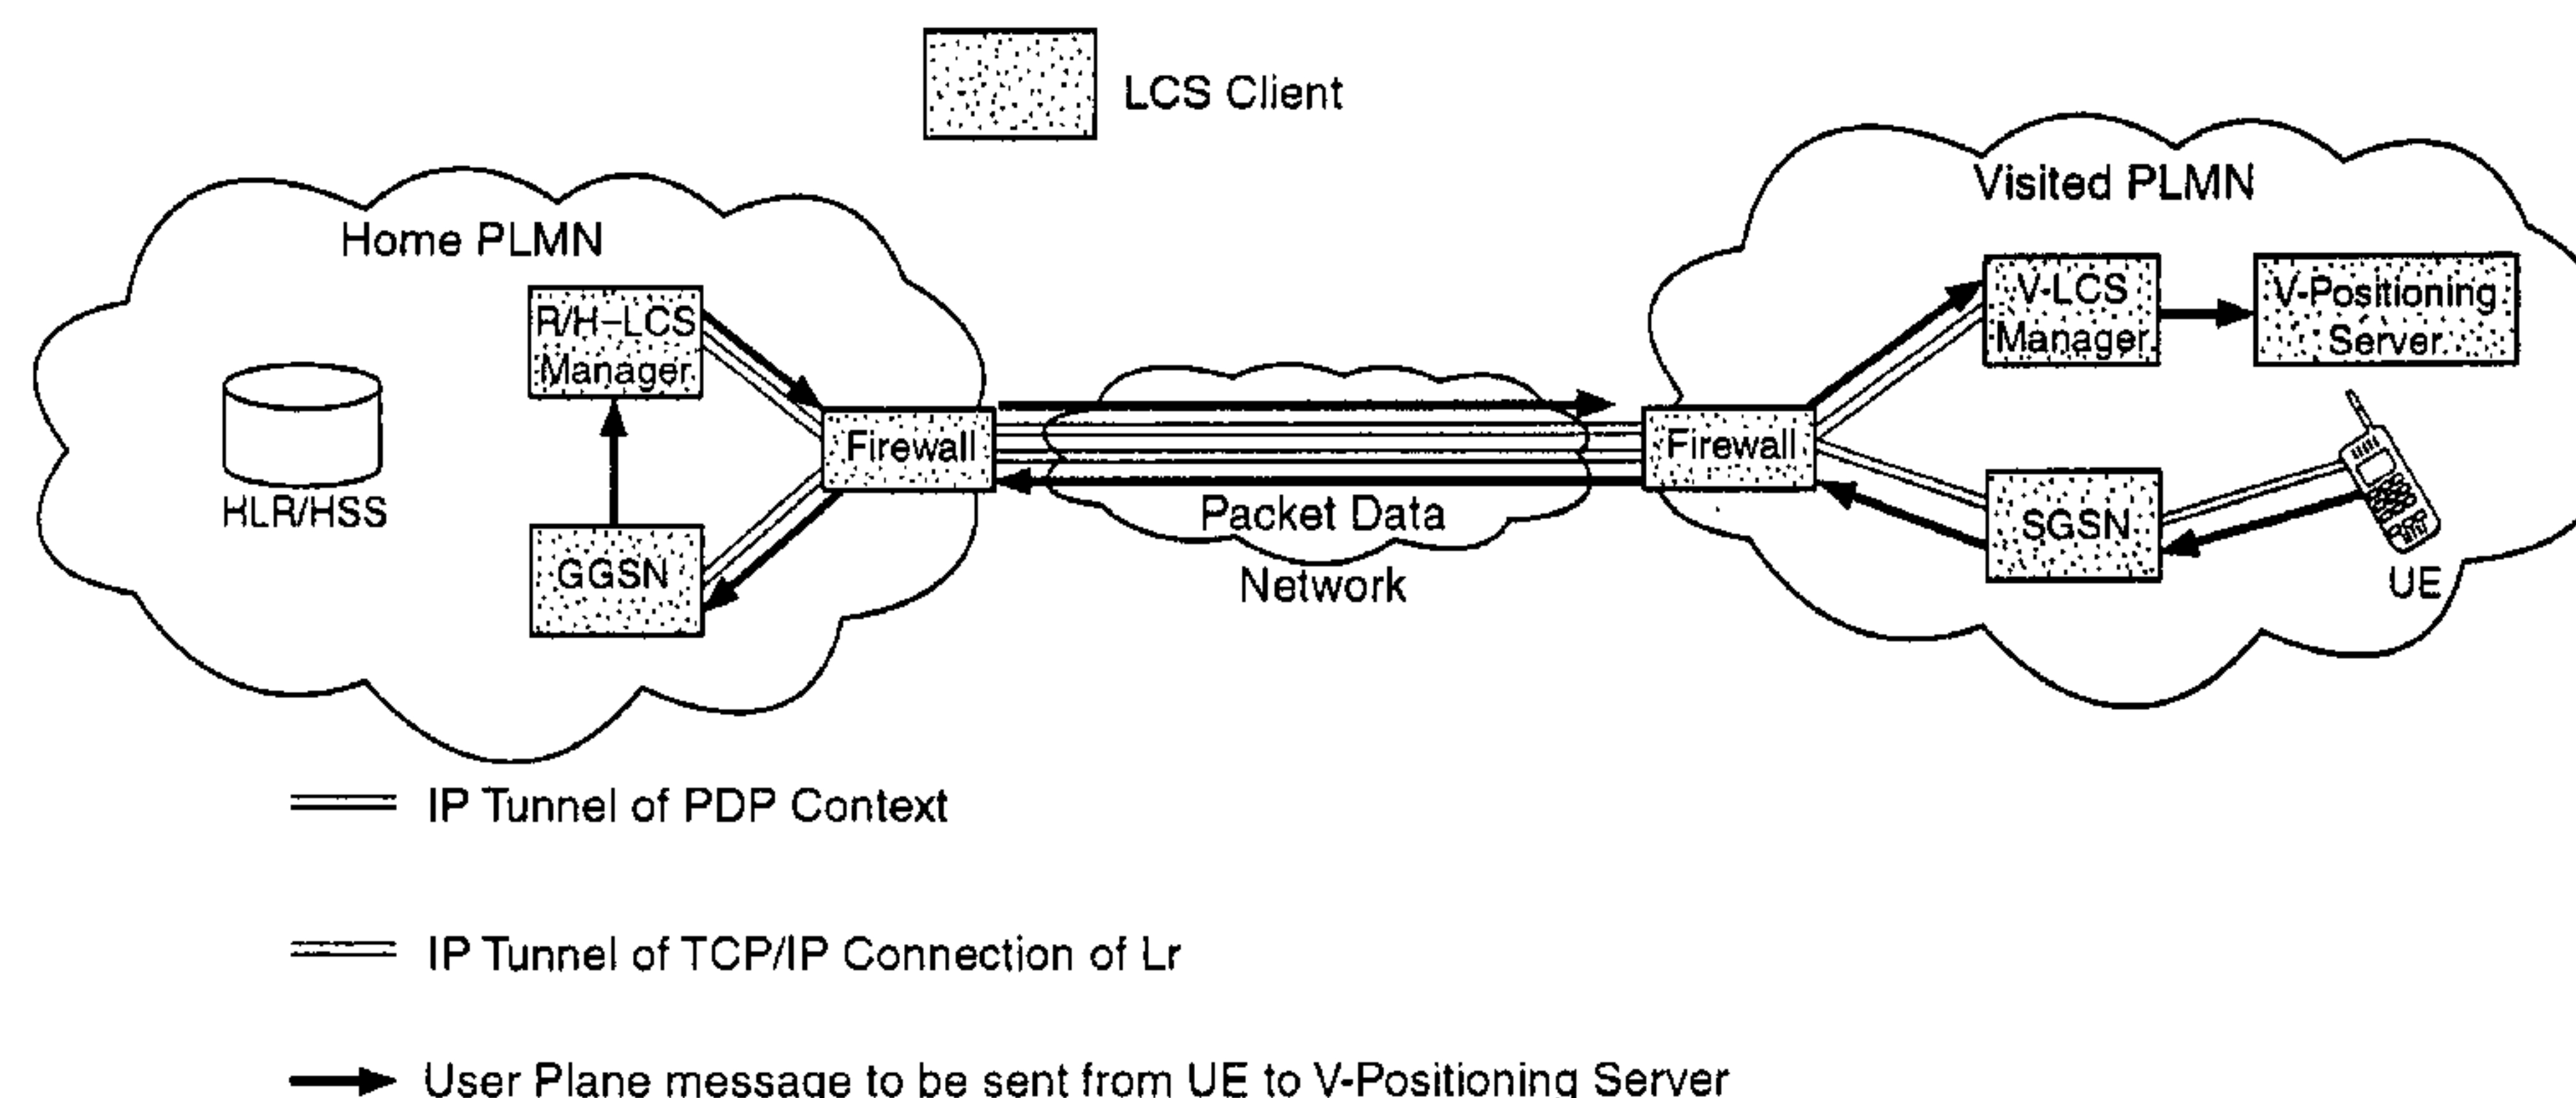 LCS Client
Visited PLMN
Home PLMN
R/H–LCS
Manager
V-LCS
Manager
V-Positioning
Server
Firewall
Firewall
HLR/HSS
GGSN
Packet Data
Network
SGSN
UE
IP Tunnel of PDP Context
IP Tunnel of TCP/IP Connection of Lr
User Plane message to be sent from UE to V-Positioning Server